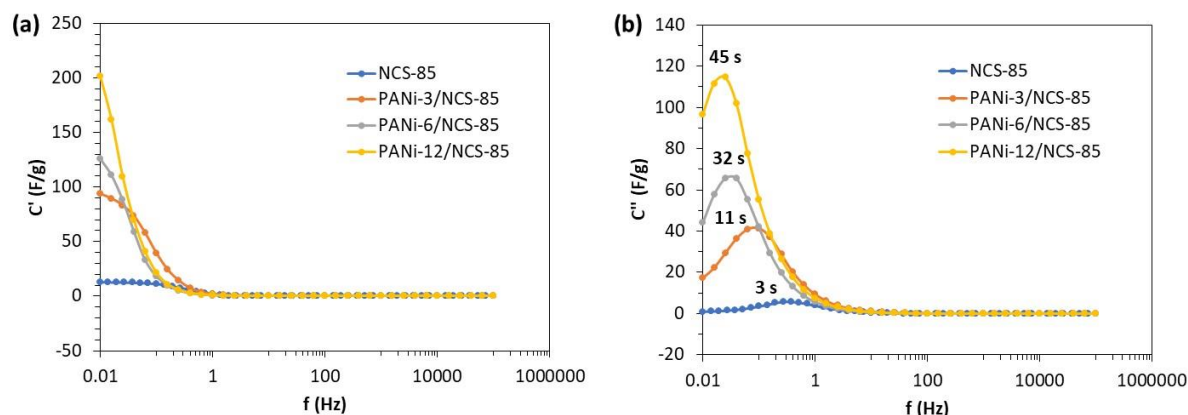 (a)
250
200
150
100
50
0
-50
C' (F/g)
0.01
1
100
10000
1000000
f (Hz)
NCS-85
PANi-3/NCS-85
PANi-6/NCS-85
PANi-12/NCS-85
(b)
140
120
100
80
60
40
20
0
-20
C" (F/g)
0.01
1
100
10000
1000000
f (Hz)
45 s
32 s
11 s
3 s
NCS-85
PANi-3/NCS-85
PANi-6/NCS-85
PANi-12/NCS-85